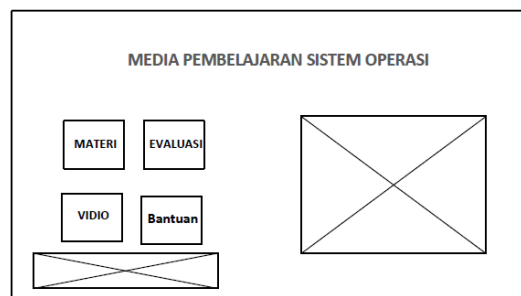 MEDIA PEMBELAJARAN SISTEM OPERASI
MATERI EVALUASI
VIDIO Bantuan